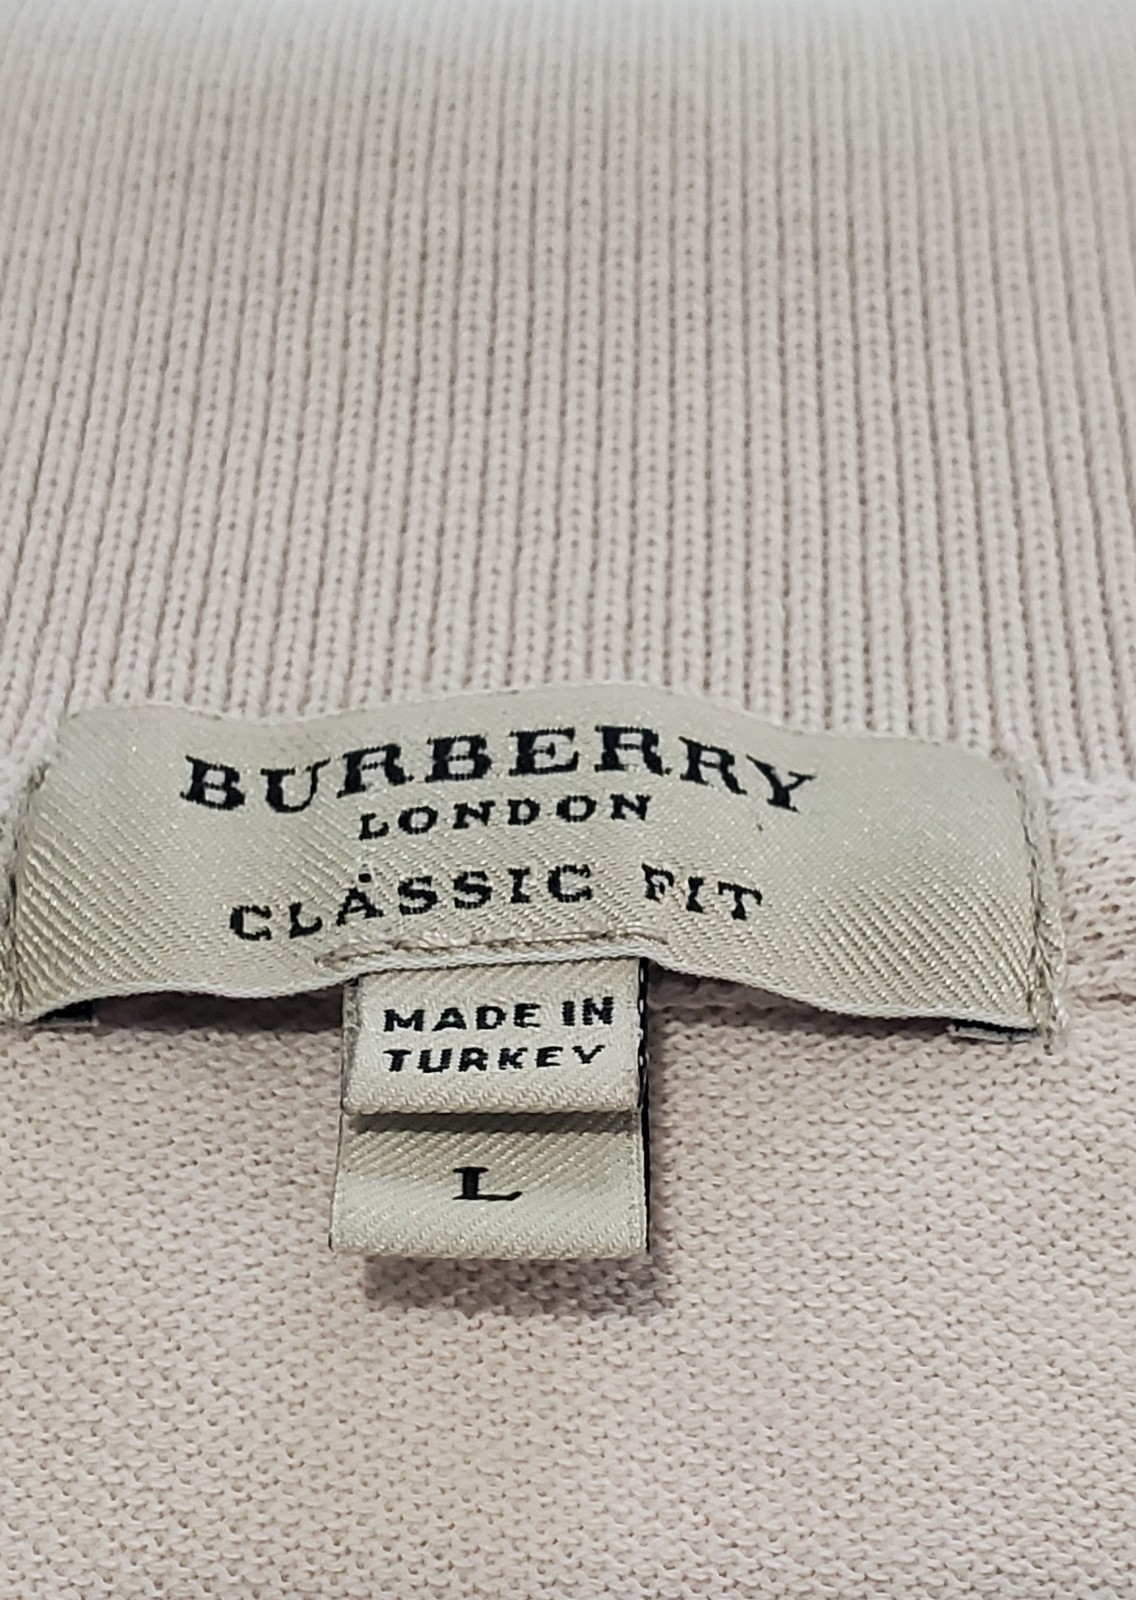 BURBERRY
LONDON
CLASSIC FIT
MADE IN
TURKEY
L